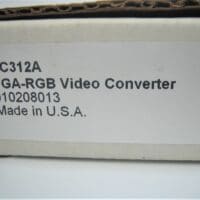 C312A
GA-RGB Video Converter
010208013
Made in U.S.A.